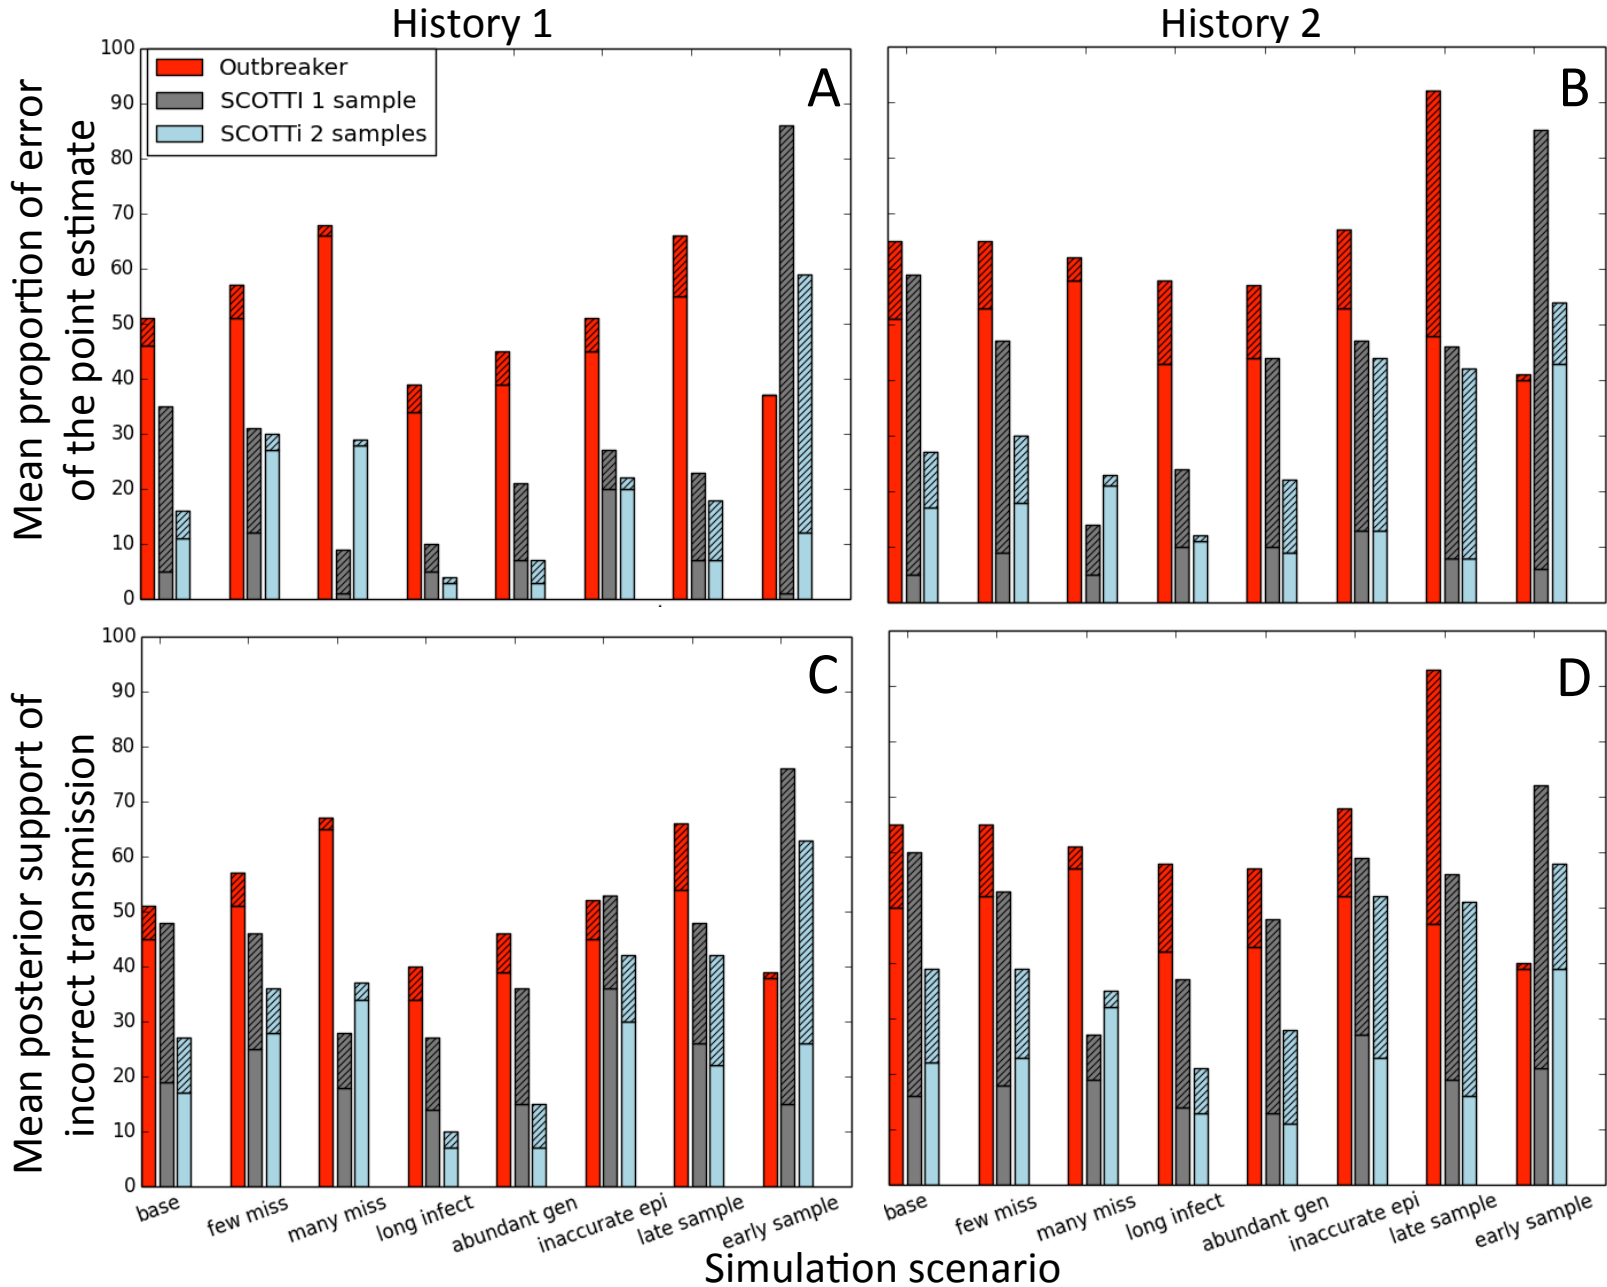 History 1
History 2
Mean proportion of error
of the point estimate
100
90
80
70
60
50
40
30
20
10
0
Outbreaker
SCOTTI 1 sample
SCOTTi 2 samples
A
B
Mean posterior support of
incorrect transmission
100
90
80
70
60
50
40
30
20
10
0
C
D
base
few miss
many miss
long infect
abundant gen
inaccurate epi
late sample
early sample
base
few miss
many miss
long infect
abundant gen
inaccurate epi
late sample
early sample
Simulation scenario